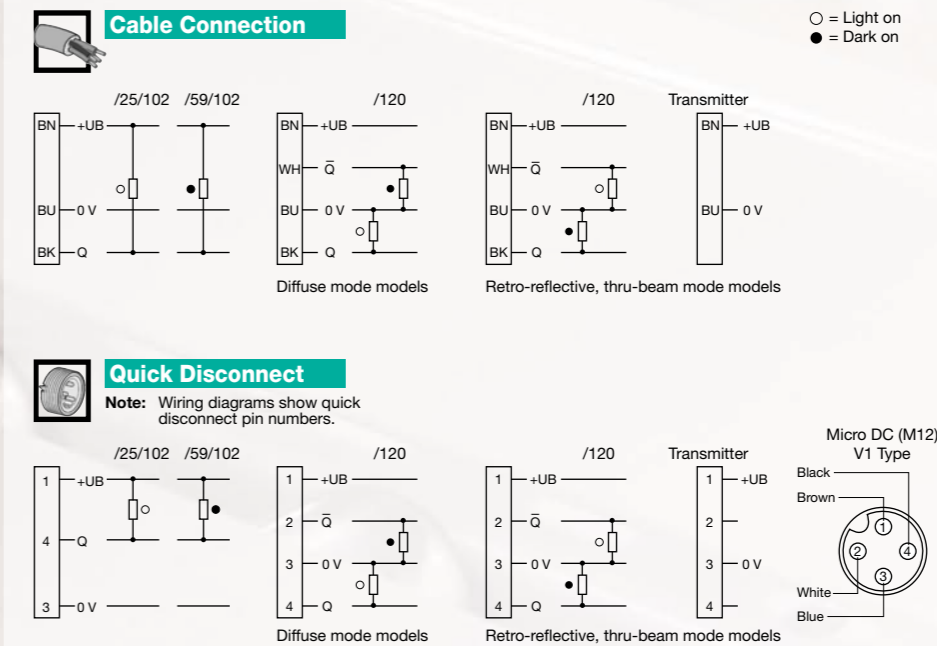 Cable Connection
○ = Light on
● = Dark on
/25/102 /59/102
BN +UB
BU 0 V
BK Q
/120
BN +UB
WH Q̅
BU 0 V
BK Q
Diffuse mode models
/120
BN +UB
WH Q̅
BU 0 V
BK Q
Retro-reflective, thru-beam mode models
Transmitter
BN +UB
BU 0 V
Quick Disconnect
Note: Wiring diagrams show quick
disconnect pin numbers.
/25/102 /59/102
1 +UB
4 Q
3 0 V
/120
1 +UB
2 Q̅
3 0 V
4 Q
Diffuse mode models
/120
1 +UB
2 Q̅
3 0 V
4 Q
Retro-reflective, thru-beam mode models
Transmitter
1 +UB
2
3 0 V
4
Micro DC (M12)
V1 Type
Black
Brown
1
2 4
3
White
Blue